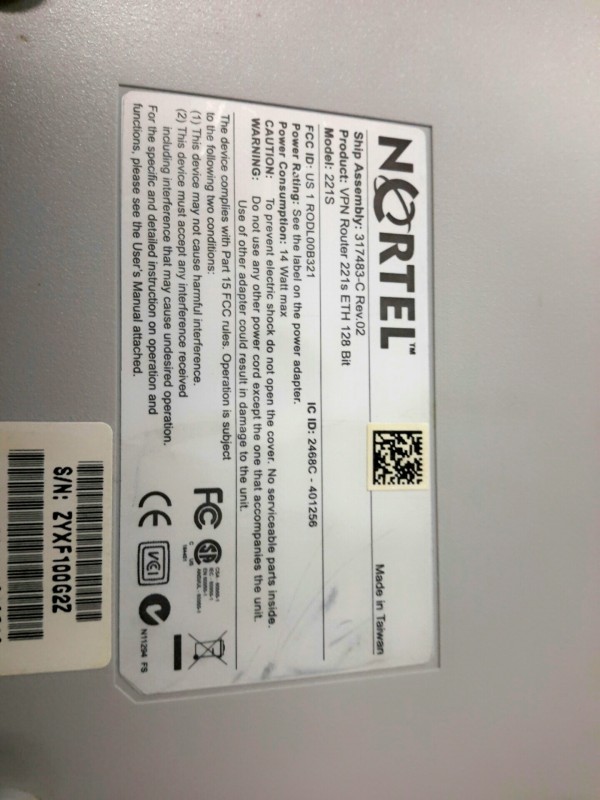 NORTEL™
Made in Taiwan
Ship Assembly: 317483-C Rev.02
Product: VPN Router 221s ETH 128 Bit
Model: 221S
FCC ID: US 1 RODL00B321 IC ID: 2468C - 401256
Power Rating: See the label on the power adapter.
Power Consumption: 14 Watt max
CAUTION: To prevent electric shock do not open the cover. No serviceable parts inside.
WARNING: Do not use any other power cord except the one that accompanies the unit.
Use of other adapter could result in damage to the unit.
The device complies with Part 15 FCC rules. Operation is subject
to the following two conditions:
(1) This device may not cause harmful interference.
(2) This device must accept any interference received
including interference that may cause undesired operation.
For the specific and detailed instruction on operation and
functions, please see the User's Manual attached.
FC
CE
VCI
N11294 FS
S/N: 2YXF100G2Z